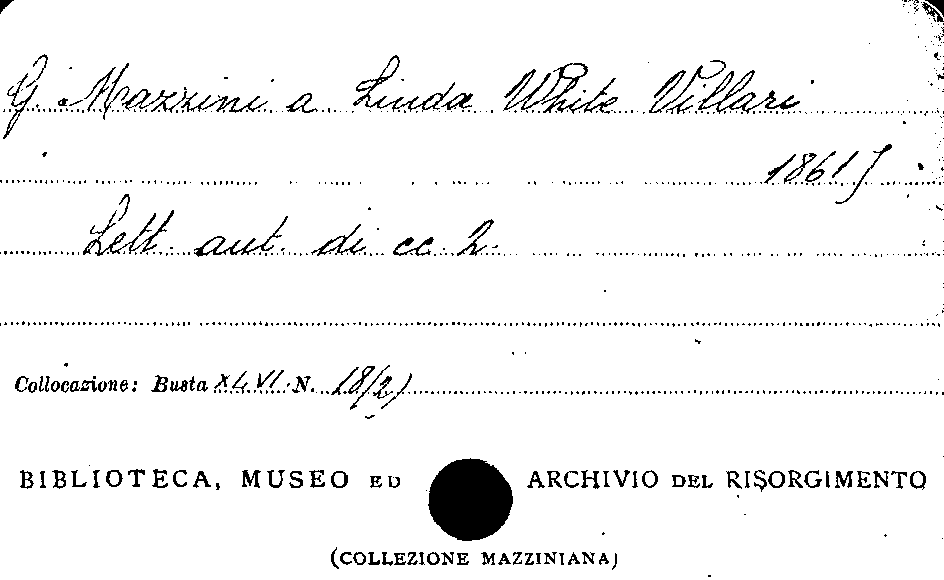 G. Mazzini a Linda White Villari
1861]
Lett. aut. di cc. 2.
Collocazione: Busta XLVI N. 18(2)
BIBLIOTECA, MUSEO ED ARCHIVIO DEL RISORGIMENTO
(COLLEZIONE MAZZINIANA)